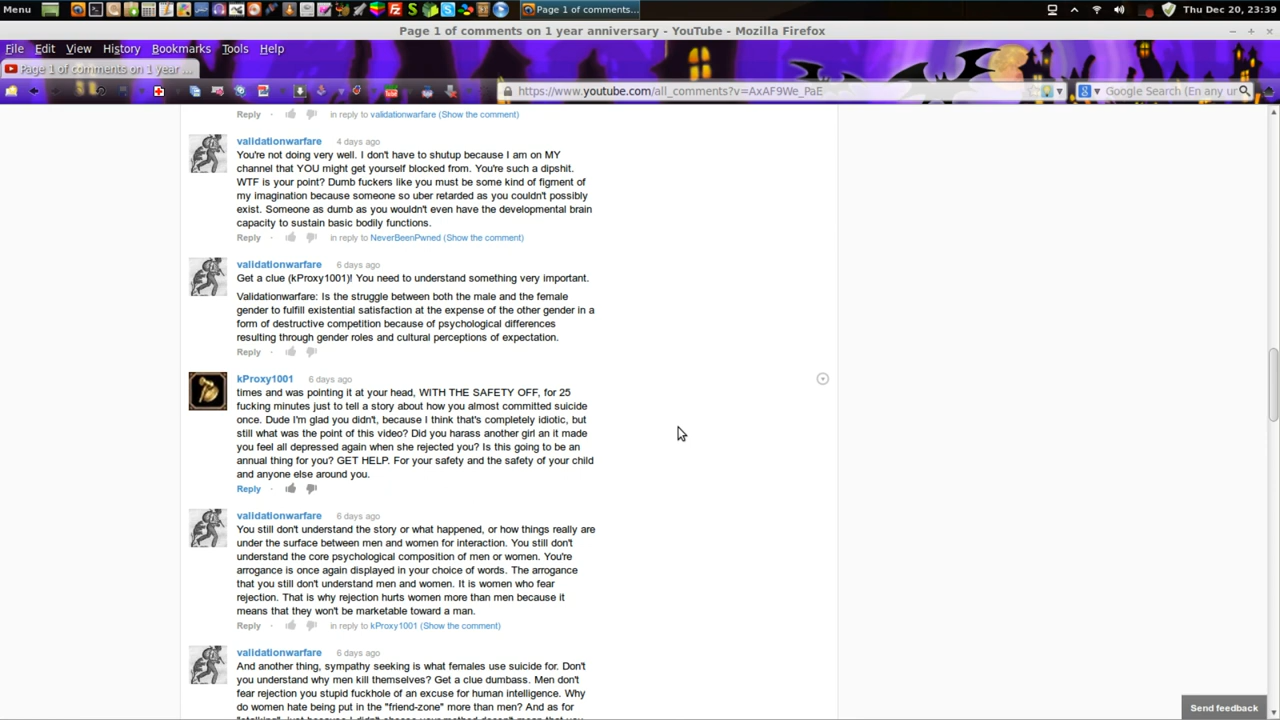 Menu
Page 1 of comments...
Thu Dec 20, 23:39
Page 1 of comments on 1 year anniversary - YouTube - Mozilla Firefox
File Edit View History Bookmarks Tools Help
Page 1 of comments on 1 year ...
https://www.youtube.com/all_comments?v=AxAF9We_PaE
Google Search (En any ur
Reply · in reply to validationwarfare (Show the comment)
validationwarfare 4 days ago
You're not doing very well. I don't have to shutup because I am on MY
channel that YOU might get yourself blocked from. You're such a dipshit.
WTF is your point? Dumb fuckers like you must be some kind of figment of
my imagination because someone so uber retarded as you couldn't possibly
exist. Someone as dumb as you wouldn't even have the developmental brain
capacity to sustain basic bodily functions.
Reply · in reply to NeverBeenPwned (Show the comment)
validationwarfare 6 days ago
Get a clue (kProxy1001)! You need to understand something very important.
Validationwarfare: Is the struggle between both the male and the female
gender to fulfill existential satisfaction at the expense of the other gender in a
form of destructive competition because of psychological differences
resulting through gender roles and cultural perceptions of expectation.
Reply ·
kProxy1001 6 days ago
times and was pointing it at your head, WITH THE SAFETY OFF, for 25
fucking minutes just to tell a story about how you almost committed suicide
once. Dude I'm glad you didn't, because I think that's completely idiotic, but
still what was the point of this video? Did you harass another girl an it made
you feel all depressed again when she rejected you? Is this going to be an
annual thing for you? GET HELP. For your safety and the safety of your child
and anyone else around you.
Reply ·
validationwarfare 6 days ago
You still don't understand the story or what happened, or how things really are
under the surface between men and women for interaction. You still don't
understand the core psychological composition of men or women. You're
arrogance is once again displayed in your choice of words. The arrogance
that you still don't understand men and women. It is women who fear
rejection. That is why rejection hurts women more than men because it
means that they won't be marketable toward a man.
Reply · in reply to kProxy1001 (Show the comment)
validationwarfare 6 days ago
And another thing, sympathy seeking is what females use suicide for. Don't
you understand why men kill themselves? Get a clue dumbass. Men don't
fear rejection you stupid fuckhole of an excuse for human intelligence. Why
do women hate being put in the "friend-zone" more than men? And as for
Send feedback